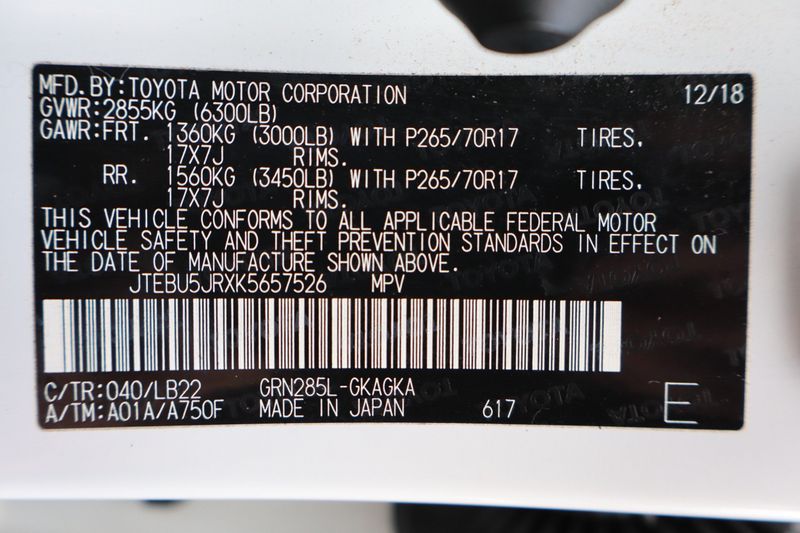 MFD.BY:TOYOTA MOTOR CORPORATION 12/18
GVWR:2855KG (6300LB)
GAWR:FRT. 1360KG (3000LB) WITH P265/70R17 TIRES.
17X7J RIMS.
RR. 1560KG (3450LB) WITH P265/70R17 TIRES.
17X7J RIMS.
THIS VEHICLE CONFORMS TO ALL APPLICABLE FEDERAL MOTOR
VEHICLE SAFETY AND THEFT PREVENTION STANDARDS IN EFFECT ON
THE DATE OF MANUFACTURE SHOWN ABOVE.
JTEBU5JRXK5657526 MPV
C/TR:040/LB22 GRN285L-GKAGKA
A/TM:A01A/A750F MADE IN JAPAN 617 E